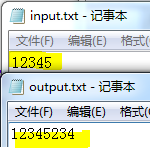 input.txt - 记事本
文件(F) 编辑(E) 格式(
12345
output.txt - 记事本
文件(F) 编辑(E) 格式(
12345234